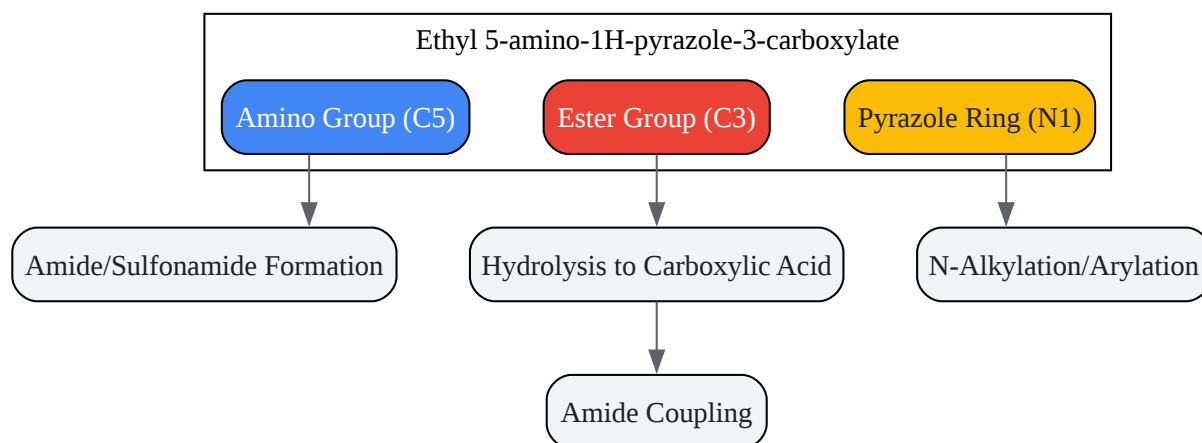 Ethyl 5-amino-1H-pyrazole-3-carboxylate
Amino Group (C5)
Ester Group (C3)
Pyrazole Ring (N1)
Amide/Sulfonamide Formation
Hydrolysis to Carboxylic Acid
N-Alkylation/Arylation
Amide Coupling